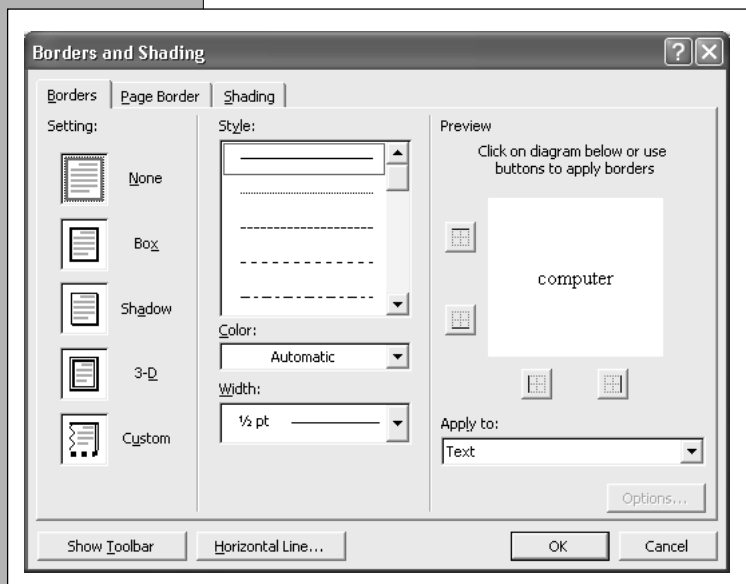 Borders and Shading
Borders
Page Border
Shading
Setting:
None
Box
Shadow
3-D
Custom
Style:
Color:
Automatic
Width:
½ pt
Preview
Click on diagram below or use
buttons to apply borders
computer
Apply to:
Text
Options...
Show Toolbar
Horizontal Line...
OK
Cancel